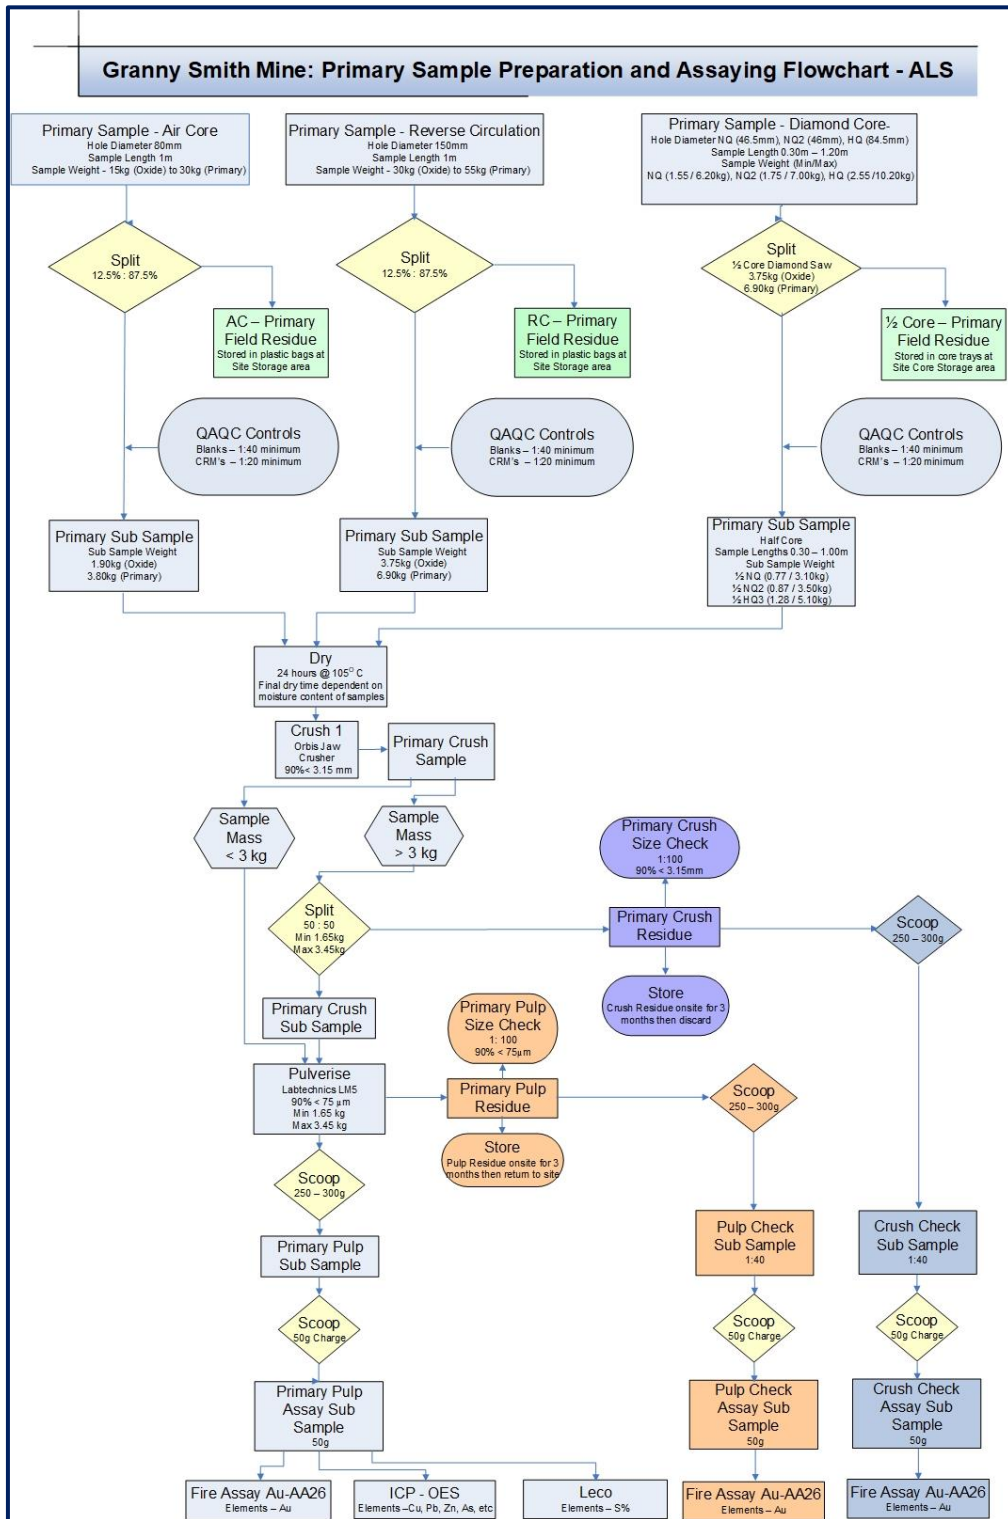 Granny Smith Mine: Primary Sample Preparation and Assaying Flowchart - ALS
Primary Sample - Air Core
Hole Diameter 80mm
Sample Length 1m
Sample Weight - 15kg (Oxide) to 30kg (Primary)
Primary Sample - Reverse Circulation
Hole Diameter 150mm
Sample Length 1m
Sample Weight - 30kg (Oxide) to 55kg (Primary)
Primary Sample - Diamond Core-
Hole Diameter NQ (46.5mm), NQ2 (46mm), HQ (84.5mm)
Sample Length 0.30m – 1.20m
Sample Weight (Min/Max)
NQ (1.55 / 6.20kg), NQ2 (1.75 / 7.00kg), HQ (2.55 /10.20kg)
Split
12.5% : 87.5%
Split
12.5% : 87.5%
Split
½ Core Diamond Saw
3.75kg (Oxide)
6.90kg (Primary)
AC – Primary
Field Residue
Stored in plastic bags at
Site Storage area
RC – Primary
Field Residue
Stored in plastic bags at
Site Storage area
½ Core – Primary
Field Residue
Stored in core trays at
Site Core Storage area
QAQC Controls
Blanks – 1:40 minimum
CRM's – 1:20 minimum
QAQC Controls
Blanks – 1:40 minimum
CRM's – 1:20 minimum
QAQC Controls
Blanks – 1:40 minimum
CRM's – 1:20 minimum
Primary Sub Sample
Sub Sample Weight
1.90kg (Oxide)
3.80kg (Primary)
Primary Sub Sample
Sub Sample Weight
3.75kg (Oxide)
6.90kg (Primary)
Primary Sub Sample
Half Core
Sample Lengths 0.30 – 1.00m
Sub Sample Weight
½ NQ (0.77 / 3.10kg)
½ NQ2 (0.87 / 3.50kg)
½ HQ3 (1.28 / 5.10kg)
Dry
24 hours @ 105° C
Final dry time dependent on
moisture content of samples
Crush 1
Orbis Jaw
Crusher
90%< 3.15 mm
Primary Crush
Sample
Sample
Mass
< 3 kg
Sample
Mass
> 3 kg
Primary Crush
Size Check
1:100
90% < 3.15mm
Split
50 : 50
Min 1.65kg
Max 3.45kg
Primary Crush
Residue
Scoop
250 – 300g
Store
Crush Residue onsite for 3
months then discard
Primary Crush
Sub Sample
Primary Pulp
Size Check
1: 100
90% < 75µm
Pulverise
Labtechnics LM5
90% < 75 µm
Min 1.65 kg
Max 3.45 kg
Primary Pulp
Residue
Scoop
250 – 300g
Store
Pulp Residue onsite for 3
months then return to site
Scoop
250 – 300g
Primary Pulp
Sub Sample
Pulp Check
Sub Sample
1:40
Crush Check
Sub Sample
1:40
Scoop
50g Charge
Scoop
50g Charge
Scoop
50g Charge
Primary Pulp
Assay Sub
Sample
50g
Pulp Check
Assay Sub
Sample
50g
Crush Check
Assay Sub
Sample
50g
Fire Assay Au-AA26
Elements – Au
ICP - OES
Elements –Cu, Pb, Zn, As, etc
Leco
Elements – S%
Fire Assay Au-AA26
Elements – Au
Fire Assay Au-AA26
Elements – Au